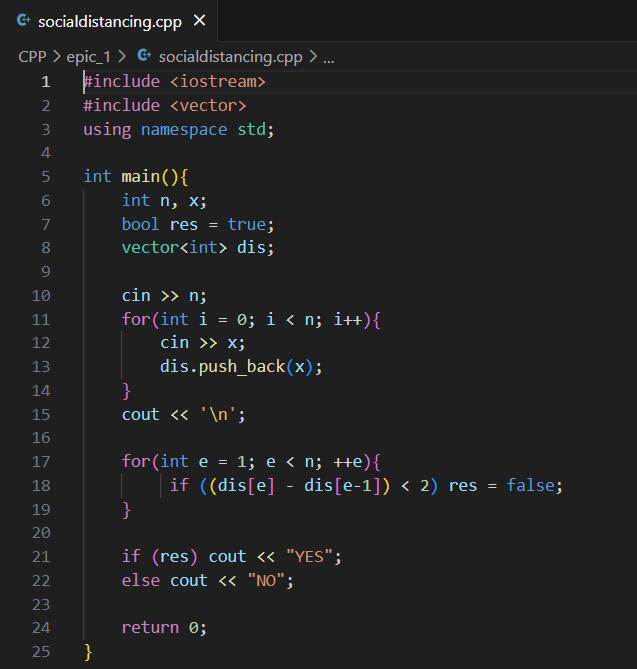 socialdistancing.cpp ×
CPP > epic_1 > socialdistancing.cpp > ...
1 #include <iostream>
2 #include <vector>
3 using namespace std;
4
5 int main(){
6     int n, x;
7     bool res = true;
8     vector<int> dis;
9
10     cin >> n;
11     for(int i = 0; i < n; i++){
12         cin >> x;
13         dis.push_back(x);
14     }
15     cout << '\n';
16
17     for(int e = 1; e < n; ++e){
18          if ((dis[e] - dis[e-1]) < 2) res = false;
19     }
20
21     if (res) cout << "YES";
22     else cout << "NO";
23
24     return 0;
25 }